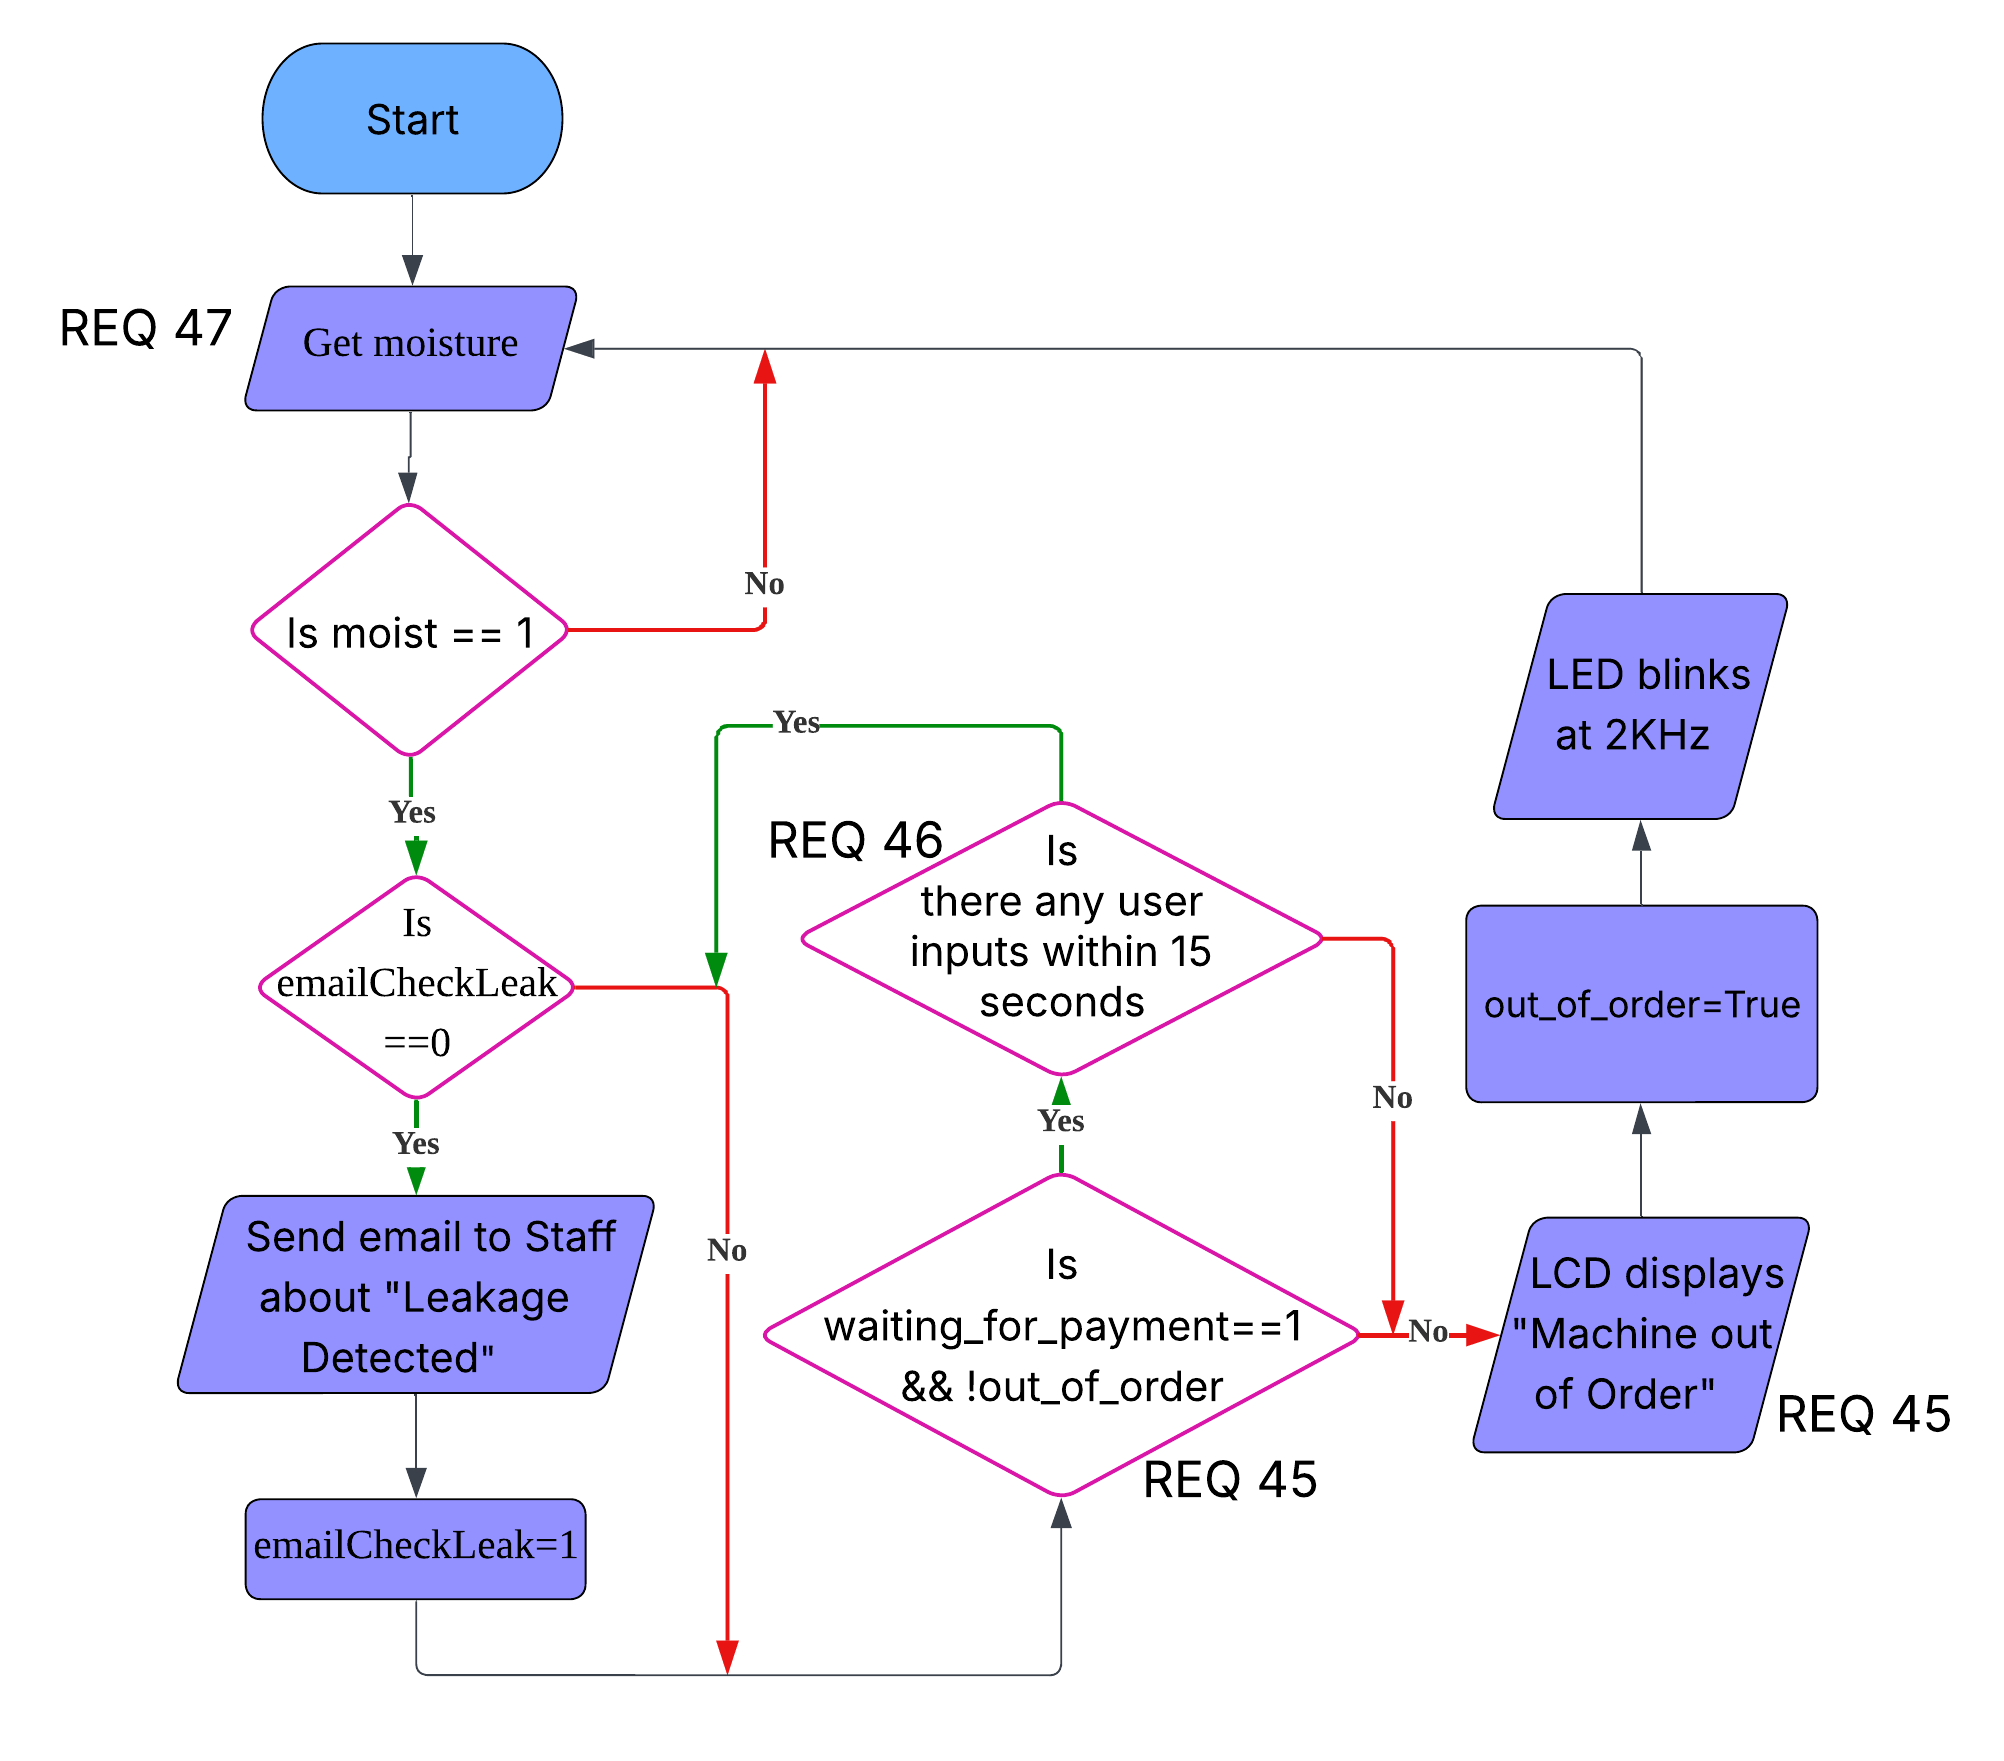 Start
REQ 47
Get moisture
No
Is moist == 1
Yes
Is
emailCheckLeak
==0
Yes
Send email to Staff
about "Leakage
Detected"
emailCheckLeak=1
No
Yes
REQ 46
Is
there any user
inputs within 15
seconds
Yes
Is
waiting_for_payment==1
&& !out_of_order
REQ 45
No
No
LED blinks
at 2KHz
out_of_order=True
LCD displays
"Machine out
of Order"
REQ 45